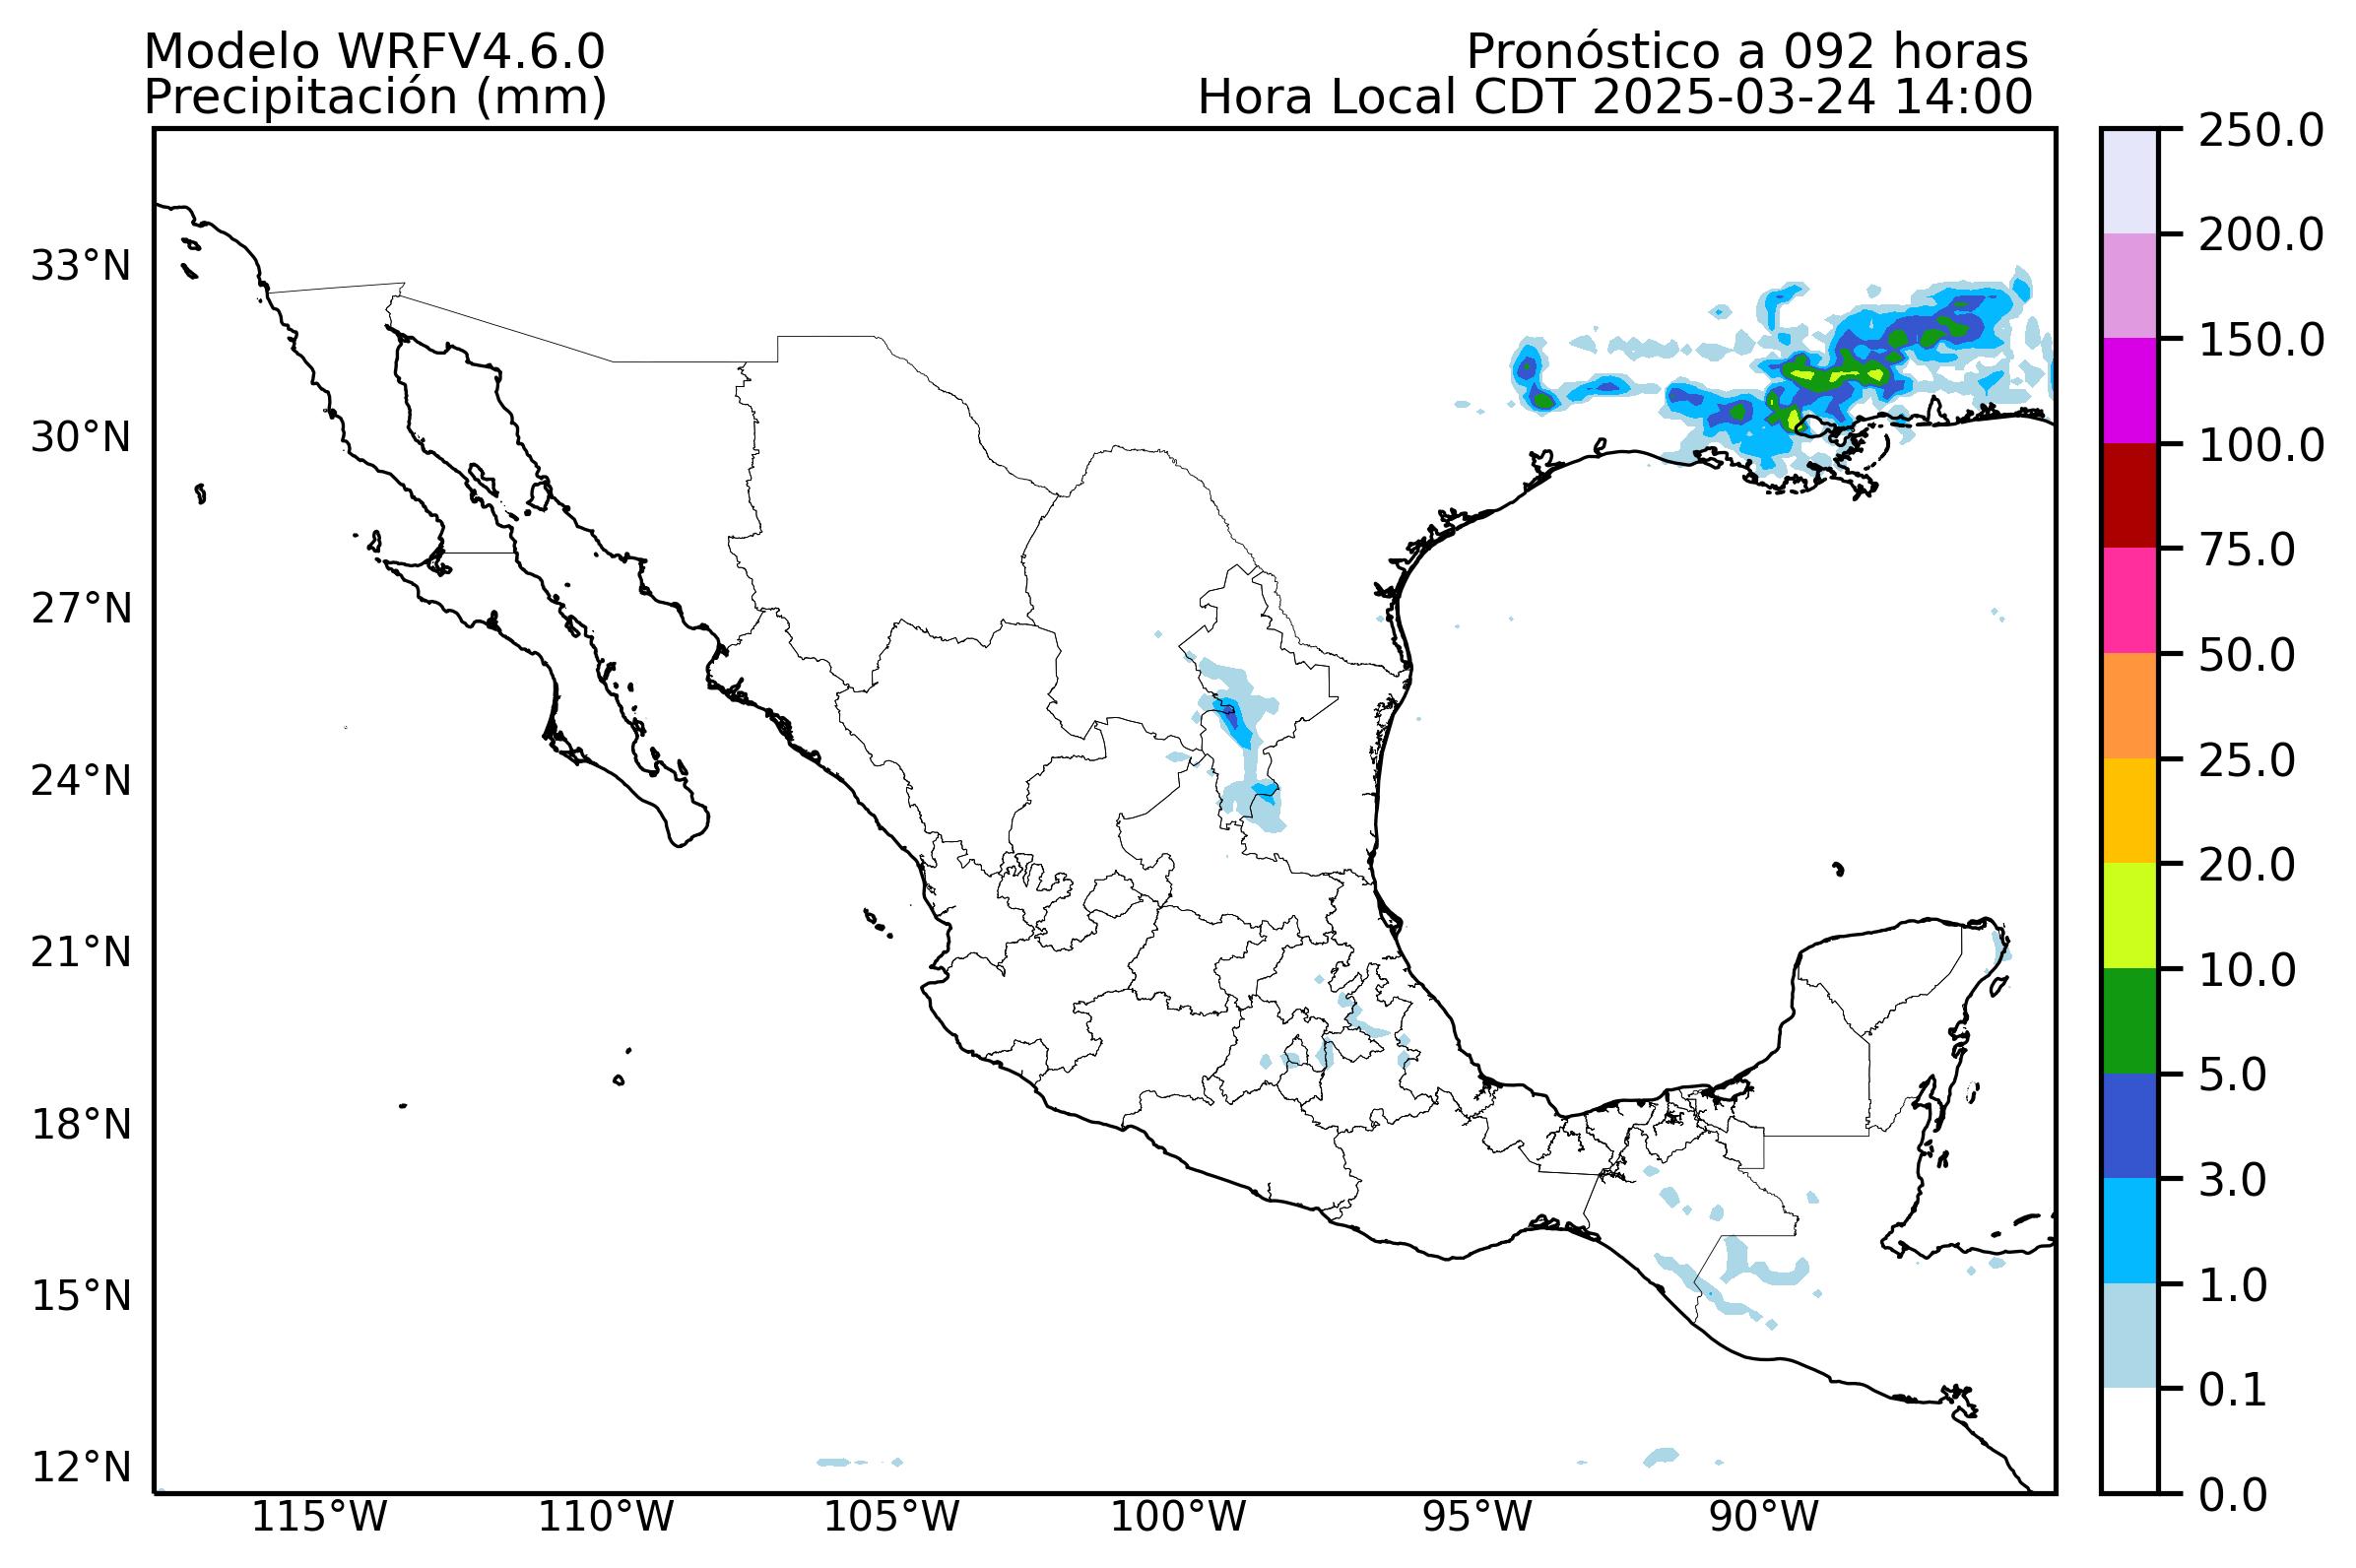 Modelo WRFV4.6.0
Precipitación (mm)
Pronóstico a 092 horas
Hora Local CDT 2025-03-24 14:00
33°N
30°N
27°N
24°N
21°N
18°N
15°N
12°N
115°W
110°W
105°W
100°W
95°W
90°W
250.0
200.0
150.0
100.0
75.0
50.0
25.0
20.0
10.0
5.0
3.0
1.0
0.1
0.0